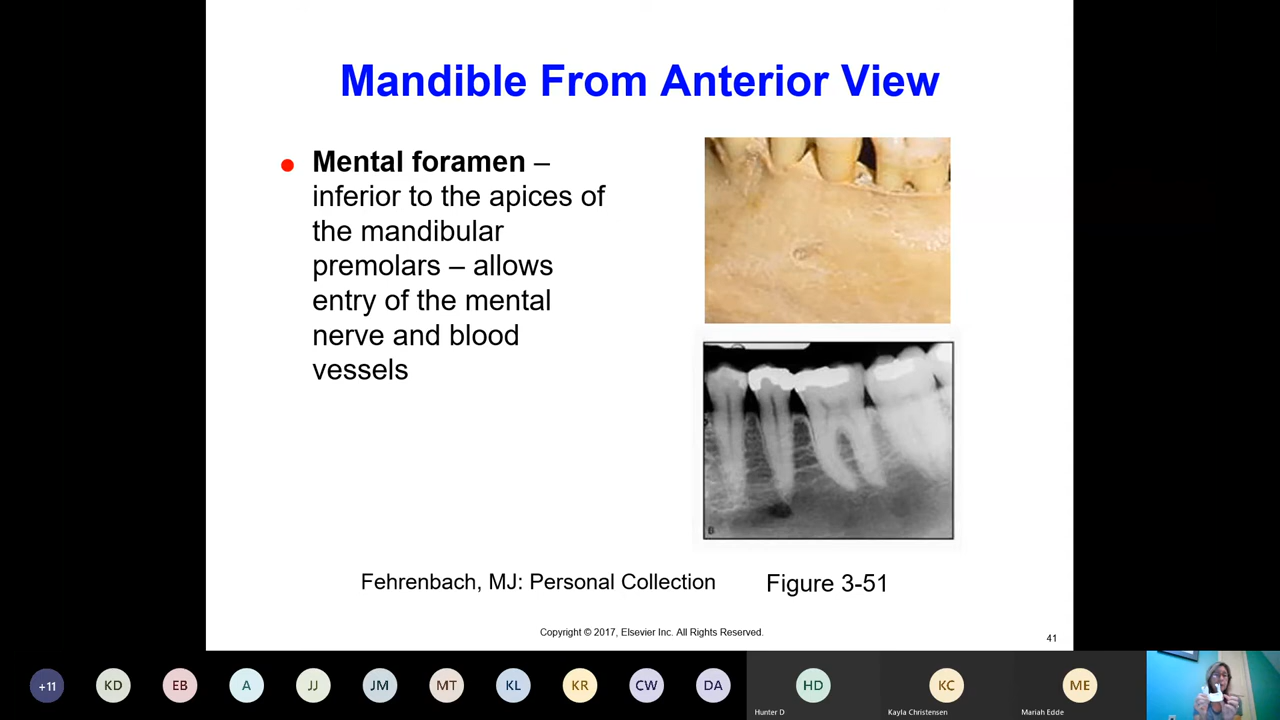 Mandible From Anterior View
Mental foramen –
inferior to the apices of
the mandibular
premolars – allows
entry of the mental
nerve and blood
vessels
B
Fehrenbach, MJ: Personal Collection
Figure 3-51
Copyright © 2017, Elsevier Inc. All Rights Reserved.
41
+11
KD
EB
A
JJ
JM
MT
KL
KR
CW
DA
HD
KC
ME
Hunter D
Kayla Christensen
Mariah Edde